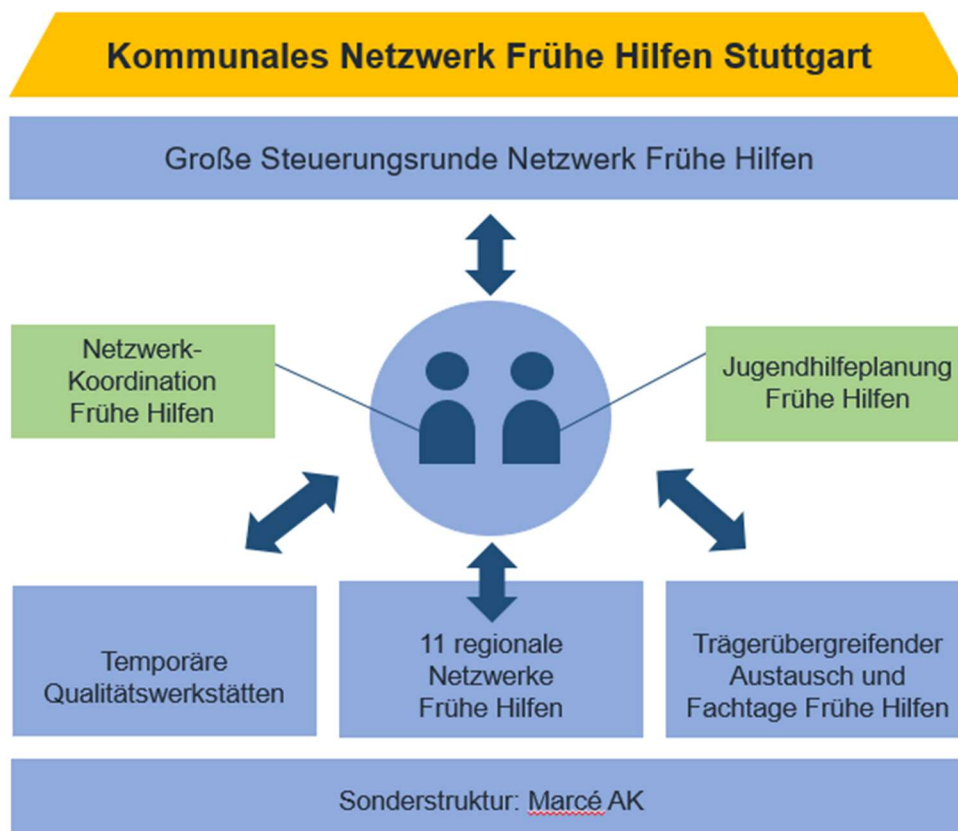 Kommunales Netzwerk Frühe Hilfen Stuttgart
Große Steuerungsrunde Netzwerk Frühe Hilfen
Netzwerk-
Koordination
Frühe Hilfen
Jugendhilfeplanung
Frühe Hilfen
Temporäre
Qualitätswerkstätten
11 regionale
Netzwerke
Frühe Hilfen
Trägerübergreifender
Austausch und
Fachtage Frühe Hilfen
Sonderstruktur: Marcé AK